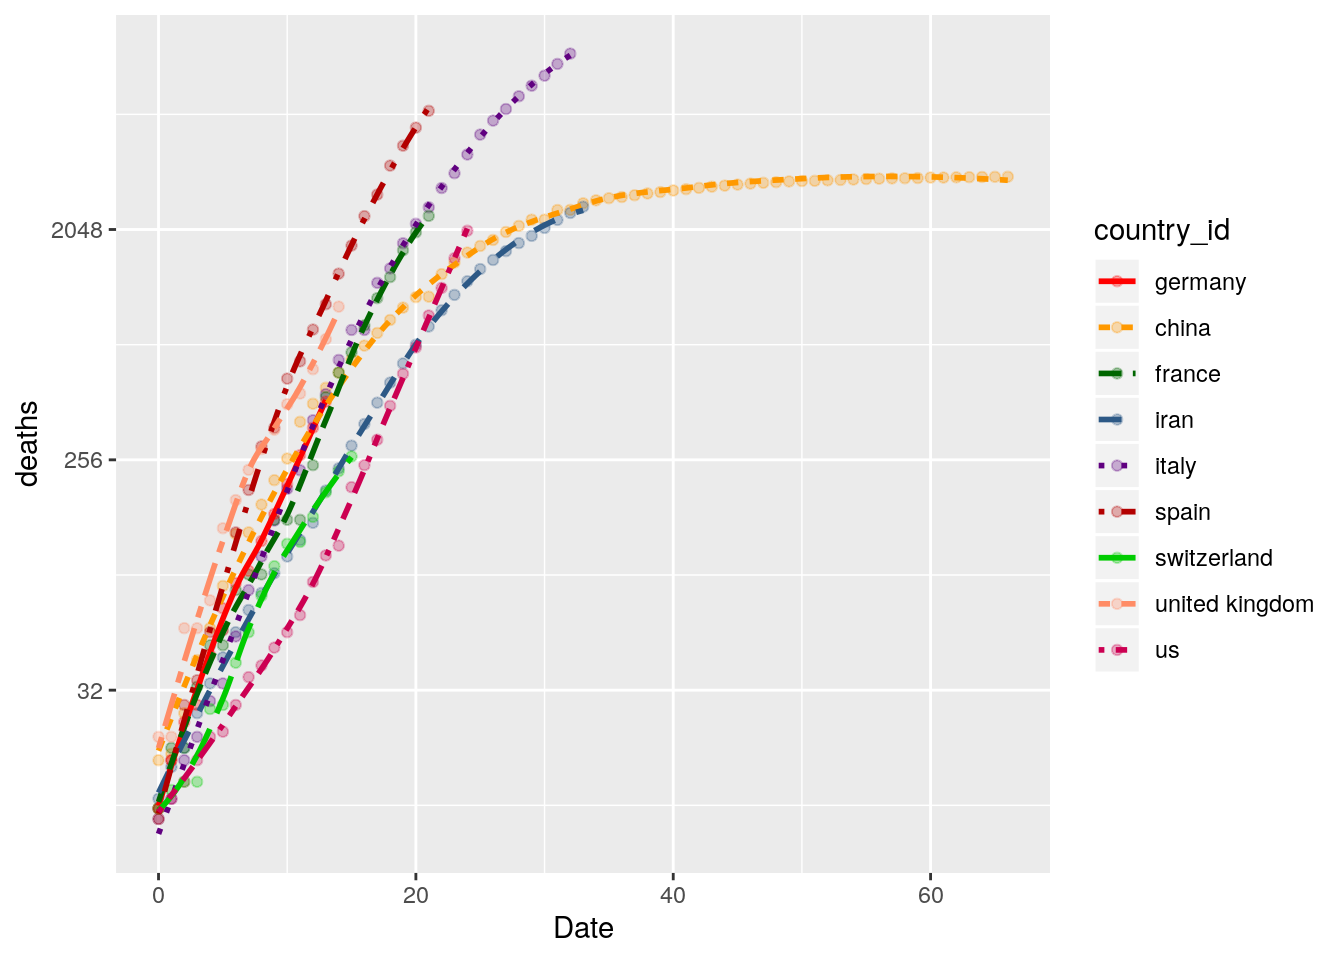 2048
256
32
deaths
0 20 40 60
Date
country_id
germany
china
france
iran
italy
spain
switzerland
united kingdom
us